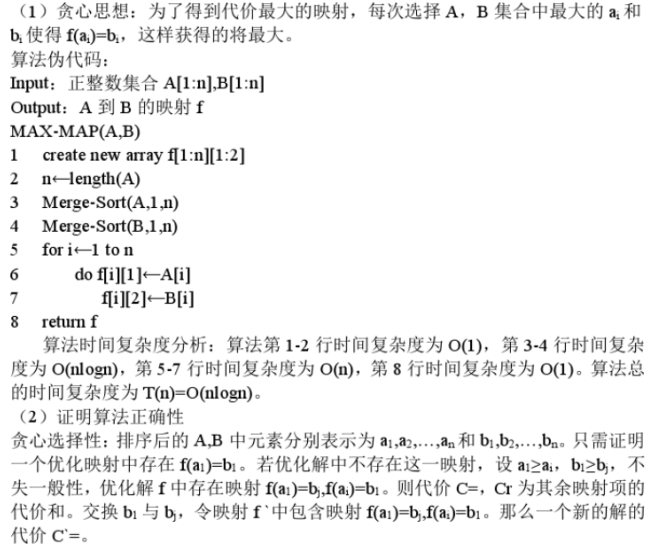 （1）贪心思想：为了得到代价最大的映射，每次选择 A，B 集合中最大的 aᵢ 和
bᵢ 使得 f(aᵢ)=bᵢ，这样获得的将最大。
算法伪代码：
Input：正整数集合 A[1:n],B[1:n]
Output：A 到 B 的映射 f
MAX-MAP(A,B)
1 create new array f[1:n][1:2]
2 n←length(A)
3 Merge-Sort(A,1,n)
4 Merge-Sort(B,1,n)
5 for i←1 to n
6 do f[i][1]←A[i]
7 f[i][2]←B[i]
8 return f
算法时间复杂度分析：算法第 1-2 行时间复杂度为 O(1)，第 3-4 行时间复杂
度为 O(nlogn)，第 5-7 行时间复杂度为 O(n)，第 8 行时间复杂度为 O(1)。算法总
的时间复杂度为 T(n)=O(nlogn)。
（2）证明算法正确性
贪心选择性：排序后的 A,B 中元素分别表示为 a₁,a₂,…,aₙ 和 b₁,b₂,…,bₙ。只需证明
一个优化映射中存在 f(a₁)=b₁。若优化解中不存在这一映射，设 a₁≥aᵢ，b₁≥bⱼ，不
失一般性，优化解 f 中存在映射 f(a₁)=bⱼ,f(aᵢ)=b₁。则代价 C=，Cr 为其余映射项的
代价和。交换 b₁ 与 bⱼ，令映射 f `中包含映射 f(a₁)=bⱼ,f(aᵢ)=b₁。那么一个新的解的
代价 C`=。